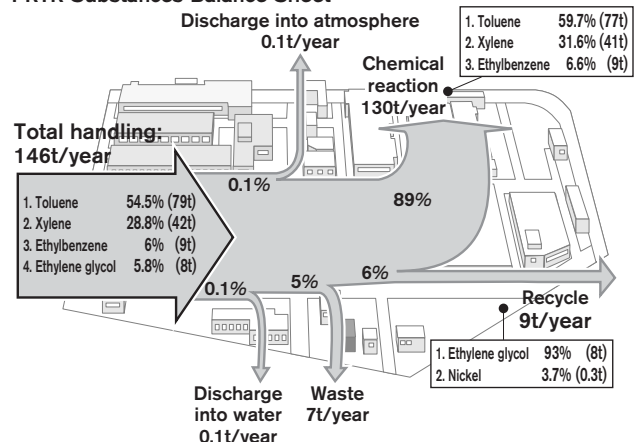 PRTR Substances Balance Sheet
Discharge into atmosphere
0.1t/year
1. Toluene 59.7% (77t)
2. Xylene 31.6% (41t)
3. Ethylbenzene 6.6% (9t)
Chemical
reaction
130t/year
Total handling:
146t/year
1. Toluene 54.5% (79t)
2. Xylene 28.8% (42t)
3. Ethylbenzene 6% (9t)
4. Ethylene glycol 5.8% (8t)
0.1%
89%
0.1%
5%
6%
Recycle
9t/year
1. Ethylene glycol 93% (8t)
2. Nickel 3.7% (0.3t)
Discharge
into water
0.1t/year
Waste
7t/year